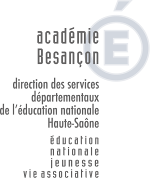 académie
Besançon
É
direction des services
départementaux
de l'éducation nationale
Haute-Saône
éducation
nationale
jeunesse
vie associative